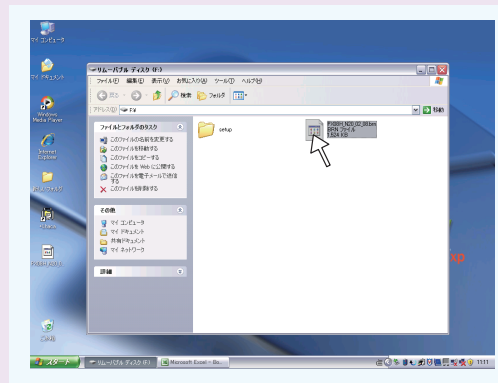 マイ コンピュータ
マイ ドキュメント
Windows
Media Player
Internet
Explorer
リムーバブル ディスク (F:)
ファイル(F) 編集(E) 表示(V) お気に入り(A) ツール(T) ヘルプ(H)
戻る
検索
フォルダ
アドレス(D)
F:¥
移動
ファイルとフォルダのタスク
このファイルの名前を変更する
このファイルを移動する
このファイルをコピーする
このファイルを Web に公開する
このファイルを電子メールで送信
する
このファイルを削除する
その他
マイ コンピュータ
マイ ドキュメント
共有ドキュメント
マイ ネットワーク
詳細
setup
7,524 KB
xp
ごみ箱
スタート
リムーバブル ディスク (F:)
Microsoft Excel - Bo...
11:11